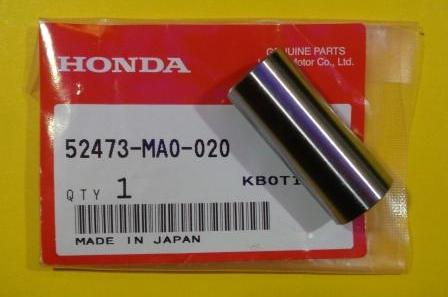 HONDA
GENUINE PARTS
Motor Co., Ltd.
52473-MA0-020
QTY 1
KB0T1
MADE IN JAPAN